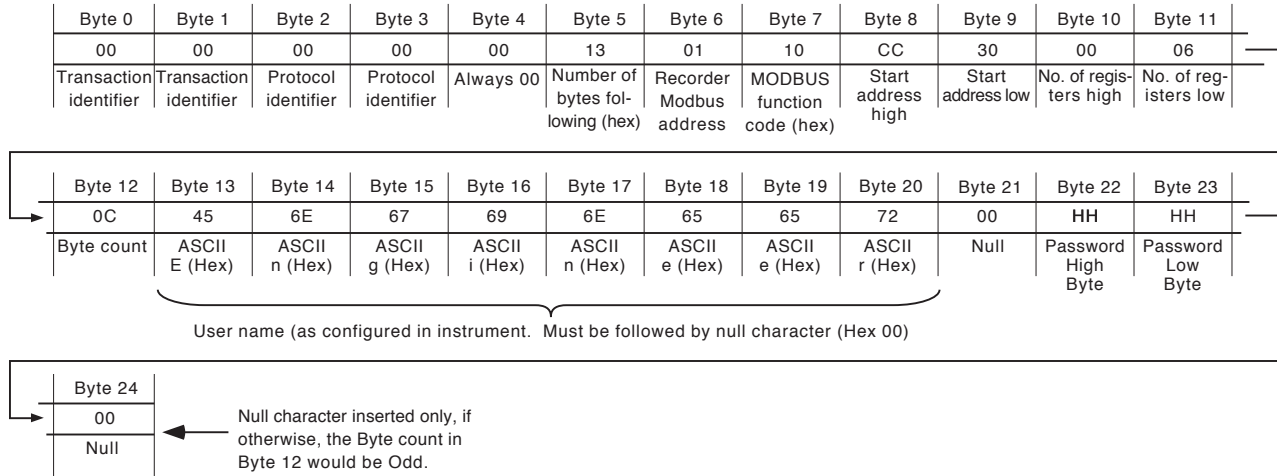 Byte 0 Byte 1 Byte 2 Byte 3 Byte 4 Byte 5 Byte 6 Byte 7 Byte 8 Byte 9 Byte 10 Byte 11
00 00 00 00 00 13 01 10 CC 30 00 06
Transaction Transaction Protocol Protocol Always 00 Number of Recorder MODBUS Start Start No. of regis- No. of reg-
identifier identifier identifier identifier bytes fol- Modbus function address address low ters high isters low
lowing (hex) address code (hex) high
Byte 12 Byte 13 Byte 14 Byte 15 Byte 16 Byte 17 Byte 18 Byte 19 Byte 20 Byte 21 Byte 22 Byte 23
0C 45 6E 67 69 6E 65 65 72 00 HH HH
Byte count ASCII ASCII ASCII ASCII ASCII ASCII ASCII ASCII Null Password Password
E (Hex) n (Hex) g (Hex) i (Hex) n (Hex) e (Hex) e (Hex) r (Hex) High Low
Byte Byte
User name (as configured in instrument. Must be followed by null character (Hex 00)
Byte 24
00
Null
Null character inserted only, if
otherwise, the Byte count in
Byte 12 would be Odd.